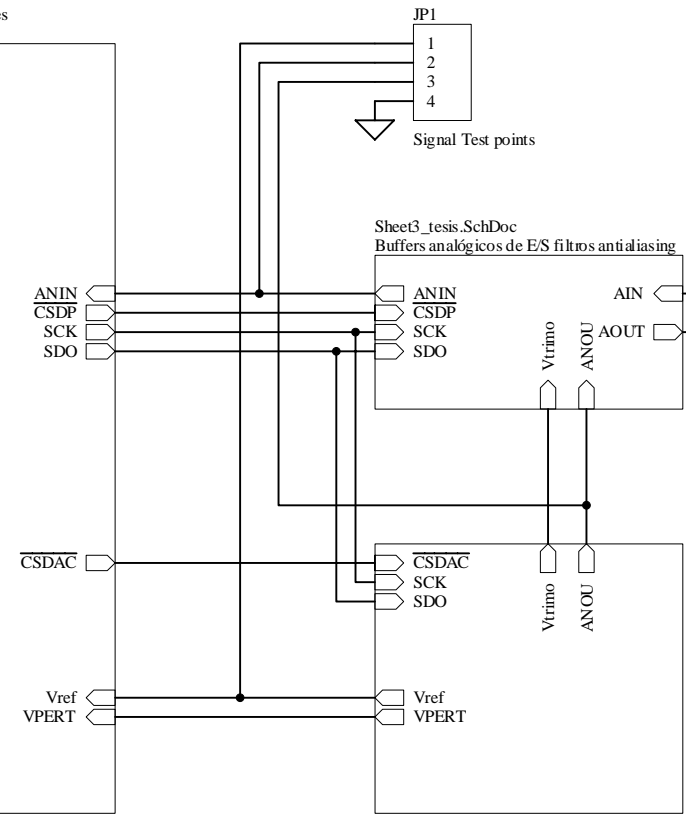 es
JP1
1
2
3
4
Signal Test points
Sheet3_tesis.SchDoc
Buffers analógicos de E/S filtros antialiasing
ANIN
CSDP
SCK
SDO
ANIN
CSDP
SCK
SDO
AIN
AOUT
Vtrimo
ANOU
CSDAC
CSDAC
SCK
SDO
Vtrimo
ANOU
Vref
VPERT
Vref
VPERT